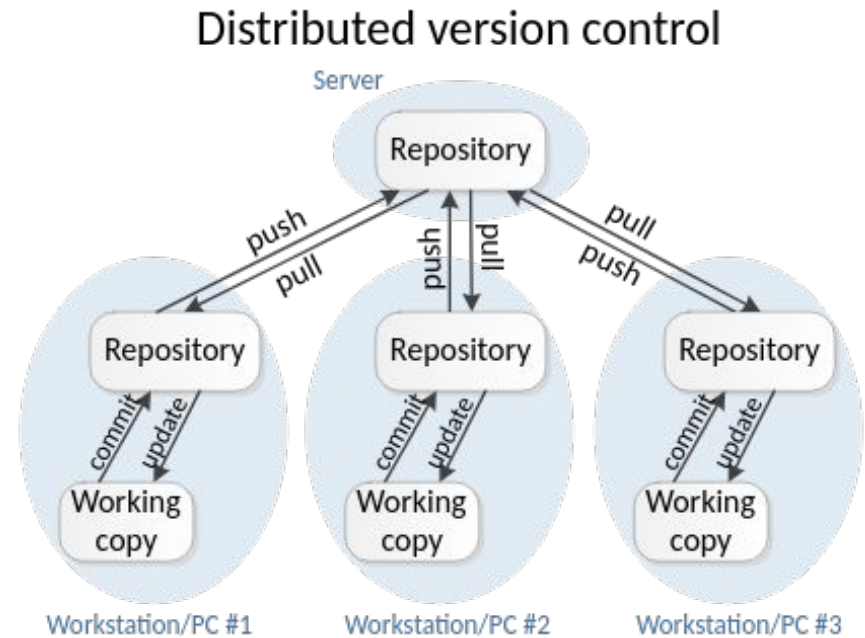 Distributed version control
Server
Repository
push
pull
push
pull
pull
push
Repository
Repository
Repository
commit
update
commit
update
commit
update
Working
copy
Working
copy
Working
copy
Workstation/PC #1
Workstation/PC #2
Workstation/PC #3